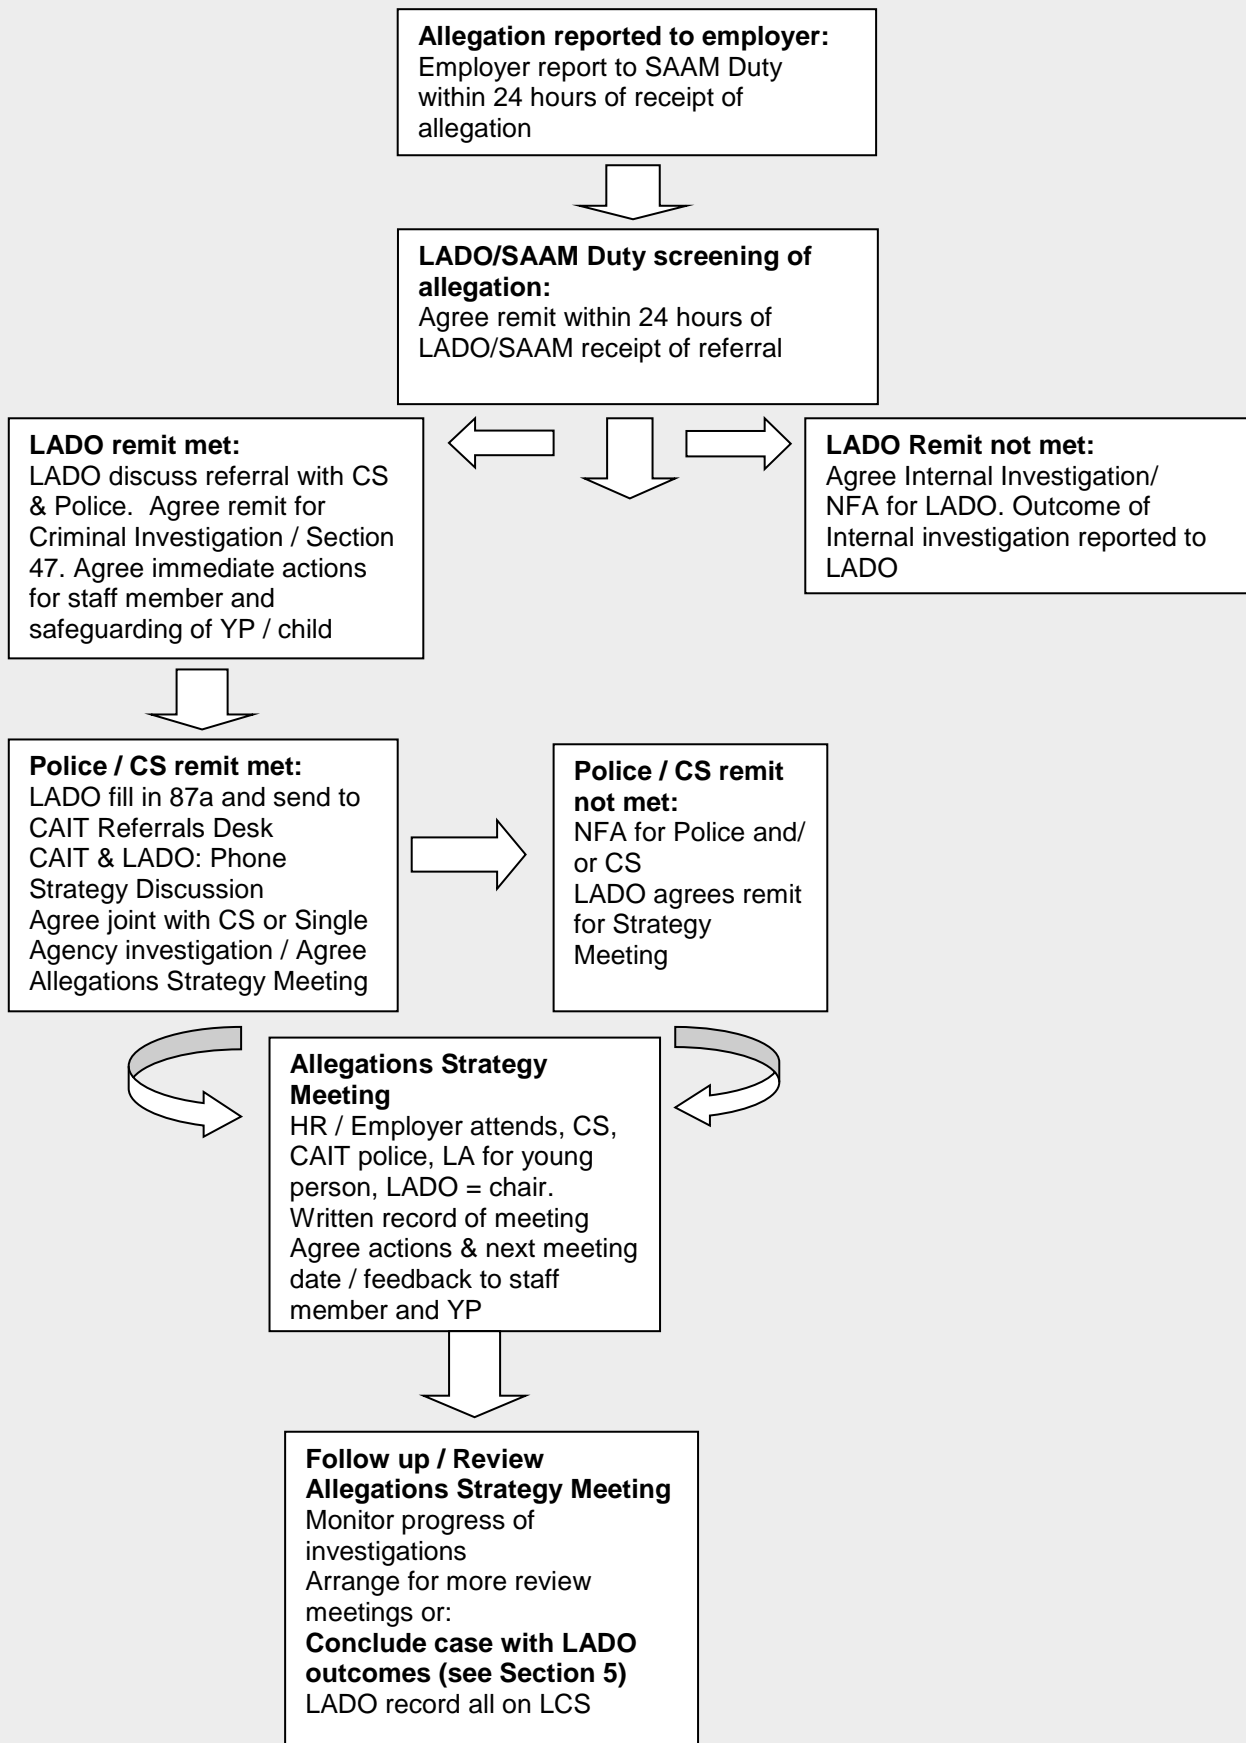 Allegation reported to employer:
Employer report to SAAM Duty
within 24 hours of receipt of
allegation
LADO/SAAM Duty screening of
allegation:
Agree remit within 24 hours of
LADO/SAAM receipt of referral
LADO remit met:
LADO discuss referral with CS
& Police.  Agree remit for
Criminal Investigation / Section
47. Agree immediate actions
for staff member and
safeguarding of YP / child
LADO Remit not met:
Agree Internal Investigation/
NFA for LADO. Outcome of
Internal investigation reported to
LADO
Police / CS remit met:
LADO fill in 87a and send to
CAIT Referrals Desk
CAIT & LADO: Phone
Strategy Discussion
Agree joint with CS or Single
Agency investigation / Agree
Allegations Strategy Meeting
Police / CS remit
not met:
NFA for Police and/
or CS
LADO agrees remit
for Strategy
Meeting
Allegations Strategy
Meeting
HR / Employer attends, CS,
CAIT police, LA for young
person, LADO = chair.
Written record of meeting
Agree actions & next meeting
date / feedback to staff
member and YP
Follow up / Review
Allegations Strategy Meeting
Monitor progress of
investigations
Arrange for more review
meetings or:
Conclude case with LADO
outcomes (see Section 5)
LADO record all on LCS